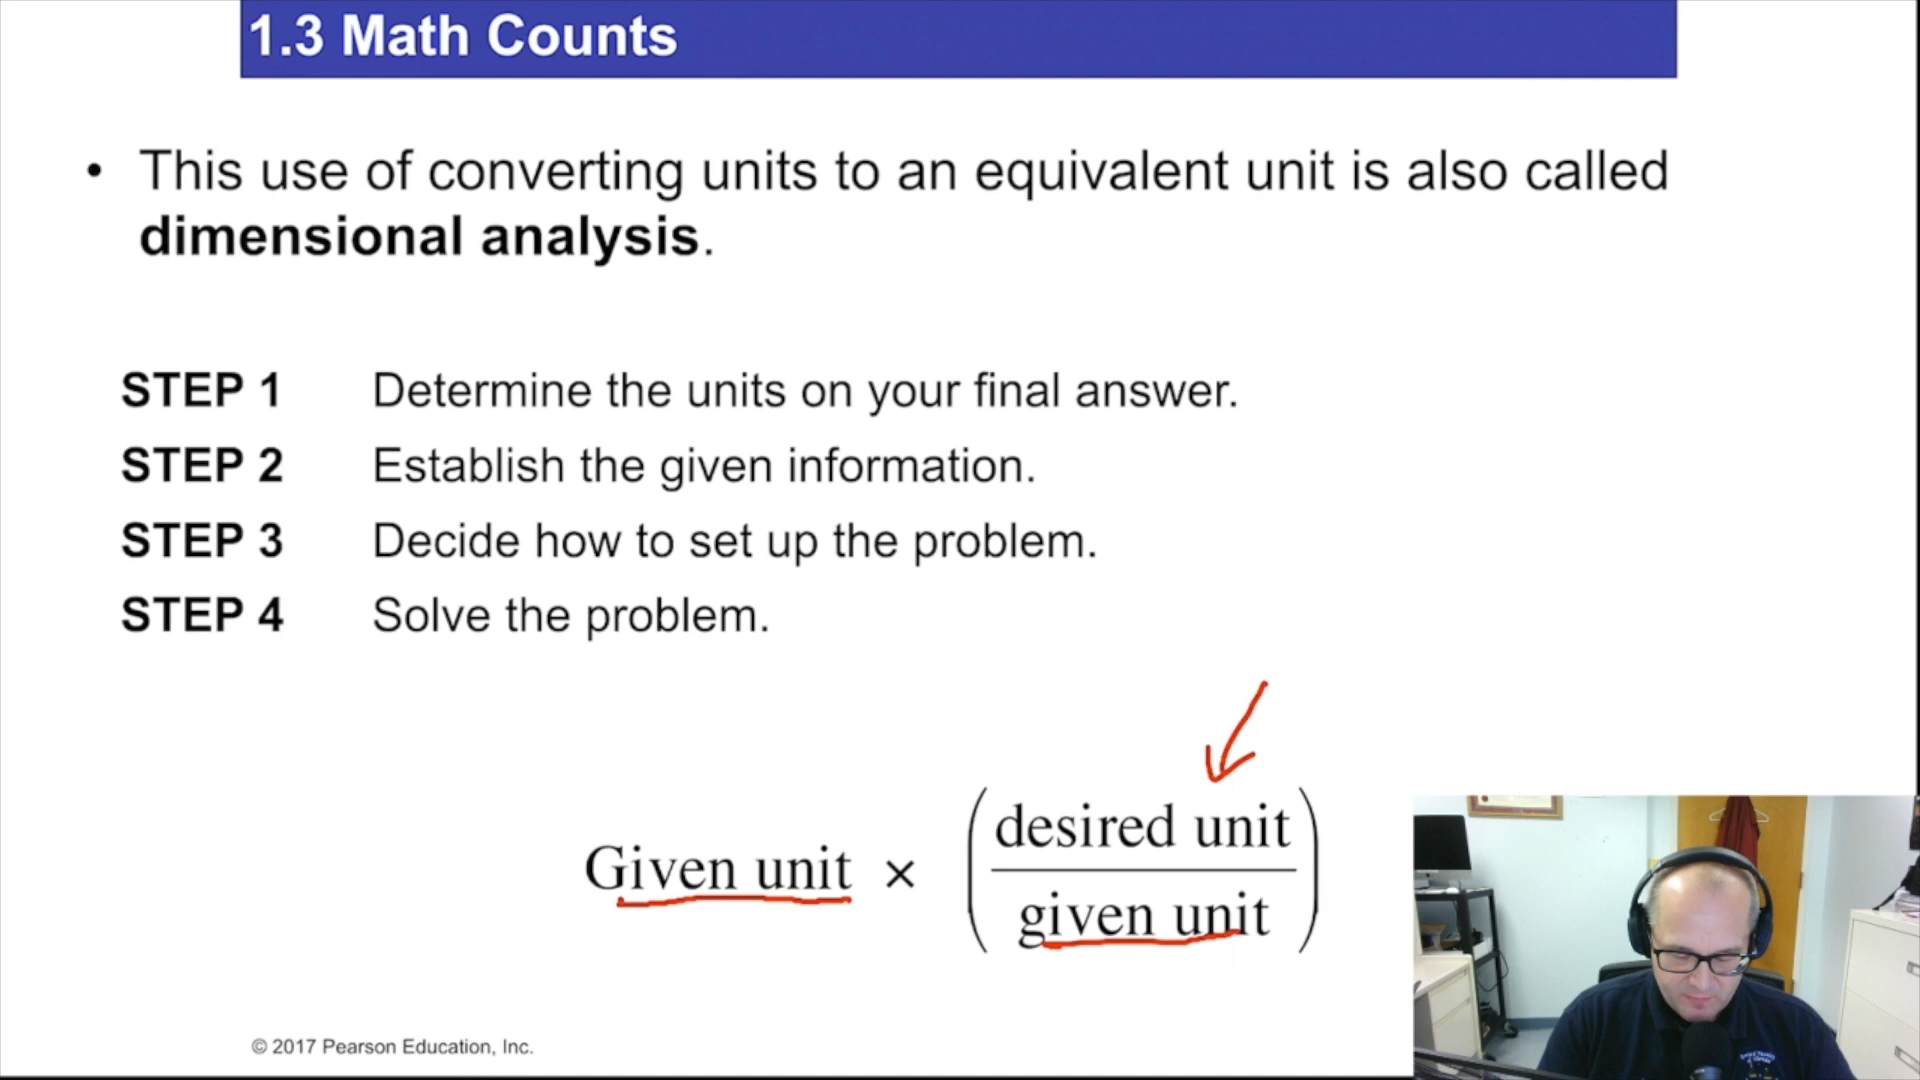 1.3 Math Counts
• This use of converting units to an equivalent unit is also called
dimensional analysis.
STEP 1 Determine the units on your final answer.
STEP 2 Establish the given information.
STEP 3 Decide how to set up the problem.
STEP 4 Solve the problem.
desired unit
Given unit ×
given unit
© 2017 Pearson Education, Inc.